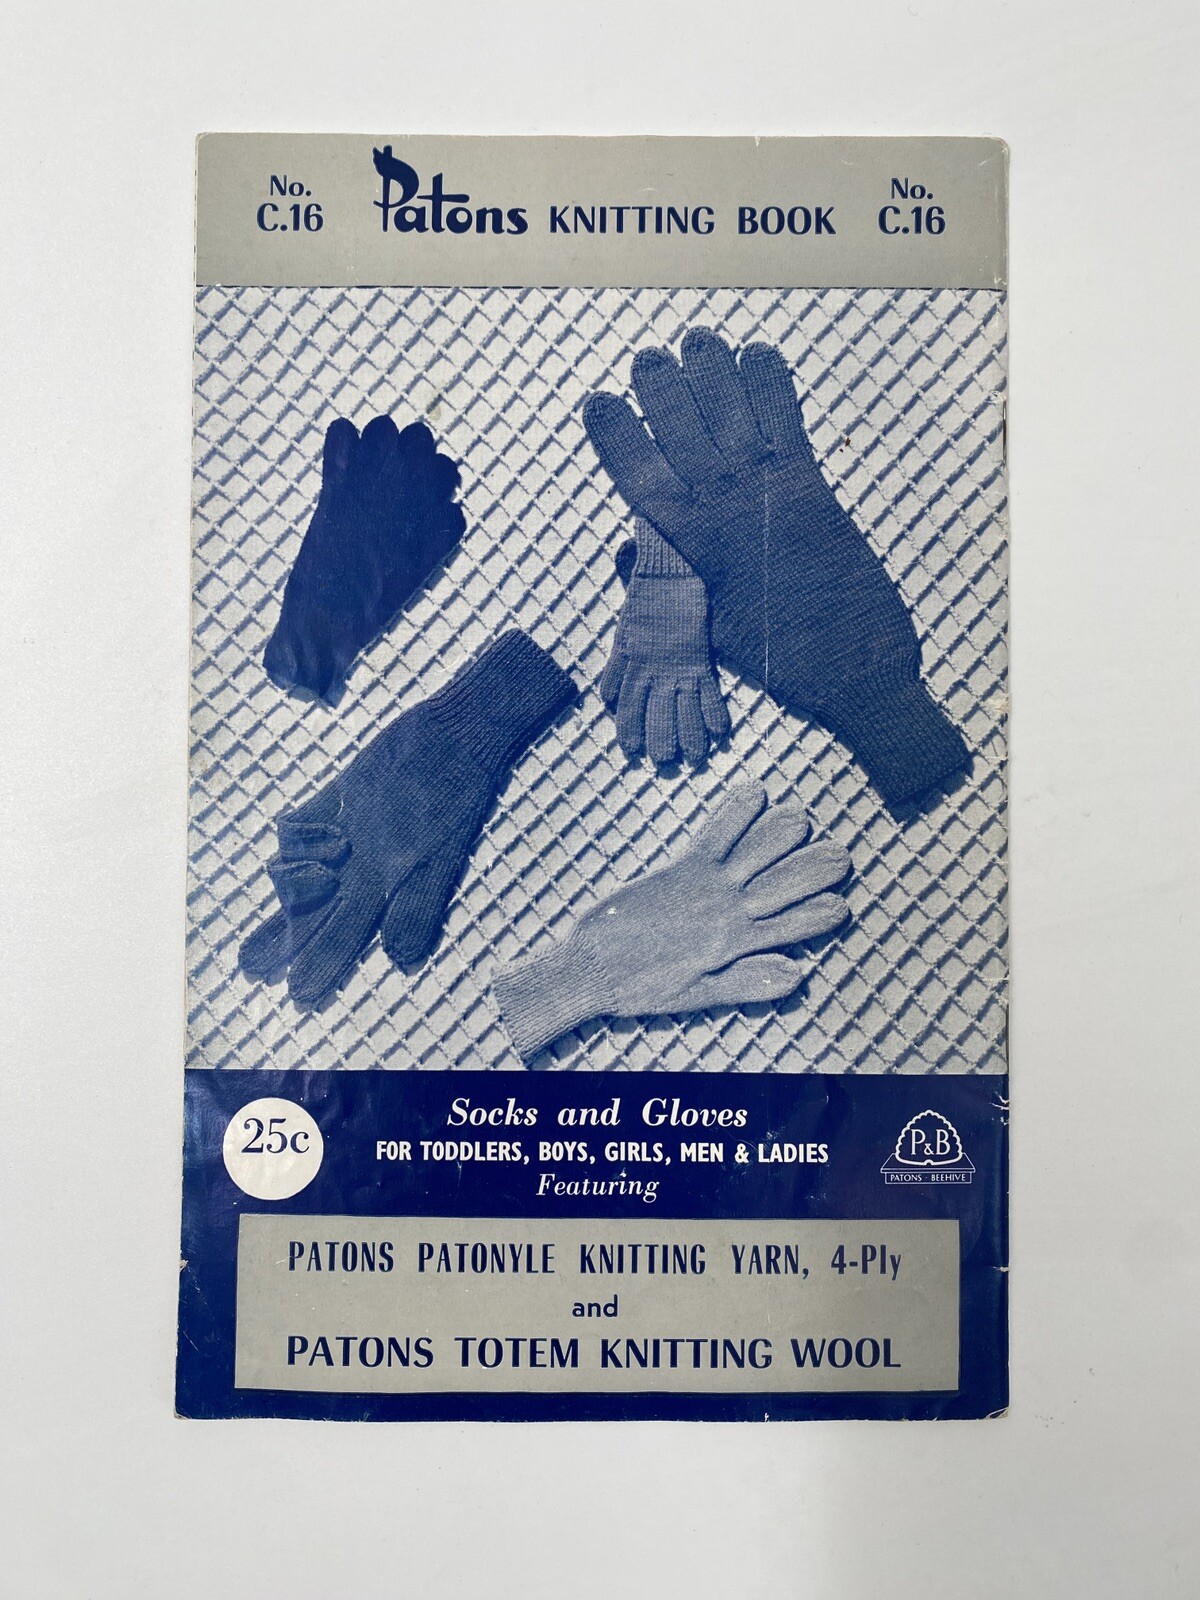 No.
C.16
Patons KNITTING BOOK
No.
C.16
25c
Socks and Gloves
FOR TODDLERS, BOYS, GIRLS, MEN & LADIES
Featuring
P&B
PATONS · BEEHIVE
PATONS PATONYLE KNITTING YARN, 4-Ply
and
PATONS TOTEM KNITTING WOOL